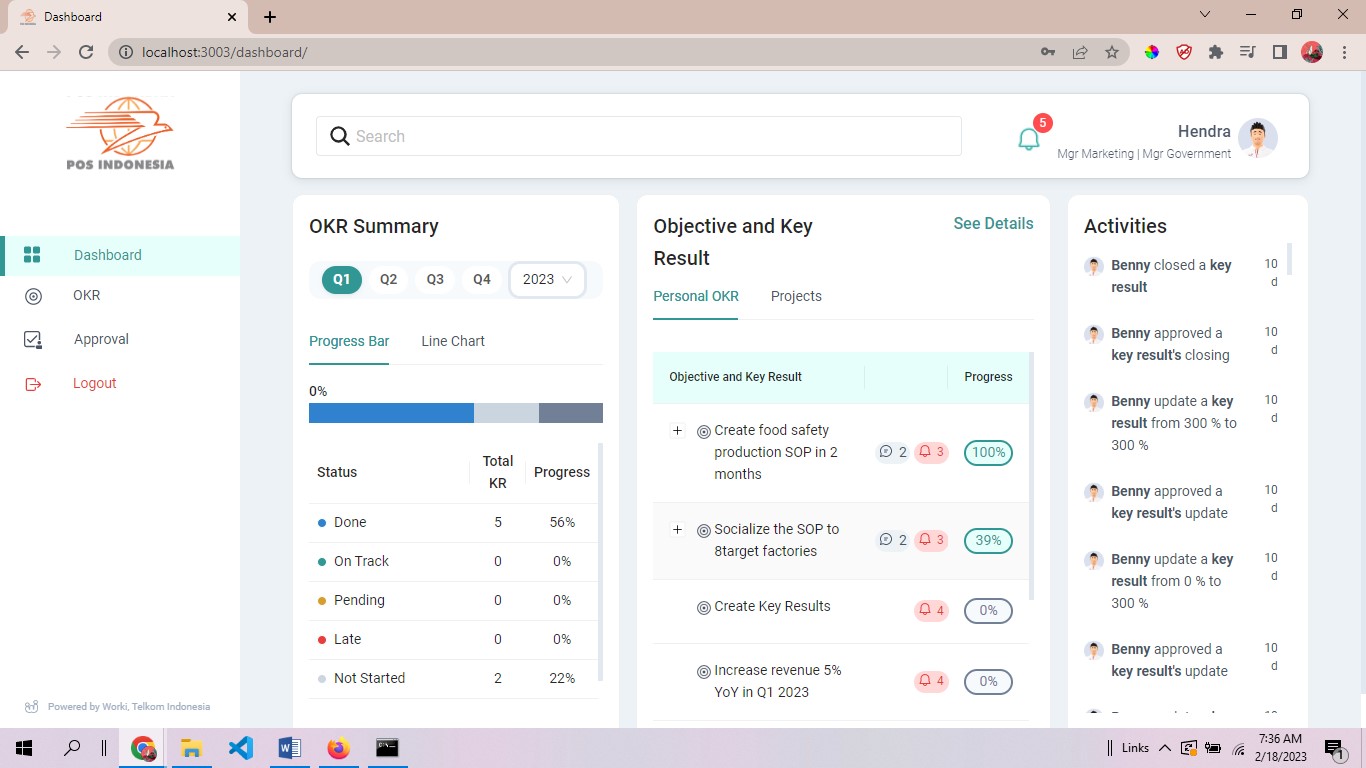 Dashboard
localhost:3003/dashboard/
POS INDONESIA
Dashboard
OKR
Approval
Logout
Powered by Worki, Telkom Indonesia
Search
5
Hendra
Mgr Marketing | Mgr Government
OKR Summary
Q1 Q2 Q3 Q4 2023
Progress Bar Line Chart
0%
Status Total KR Progress
Done 5 56%
On Track 0 0%
Pending 0 0%
Late 0 0%
Not Started 2 22%
Objective and Key
Result
See Details
Personal OKR Projects
Objective and Key Result Progress
Create food safety
production SOP in 2
months
2 3 100%
Socialize the SOP to
8target factories
2 3 39%
Create Key Results 4 0%
Increase revenue 5%
YoY in Q1 2023
4 0%
Activities
Benny closed a key
result
10 d
Benny approved a
key result's closing
10 d
Benny update a key
result from 300 % to
300 %
10 d
Benny approved a
key result's update
10 d
Benny update a key
result from 0 % to
300 %
10 d
Benny approved a
key result's update
10 d
Links
7:36 AM
2/18/2023
1